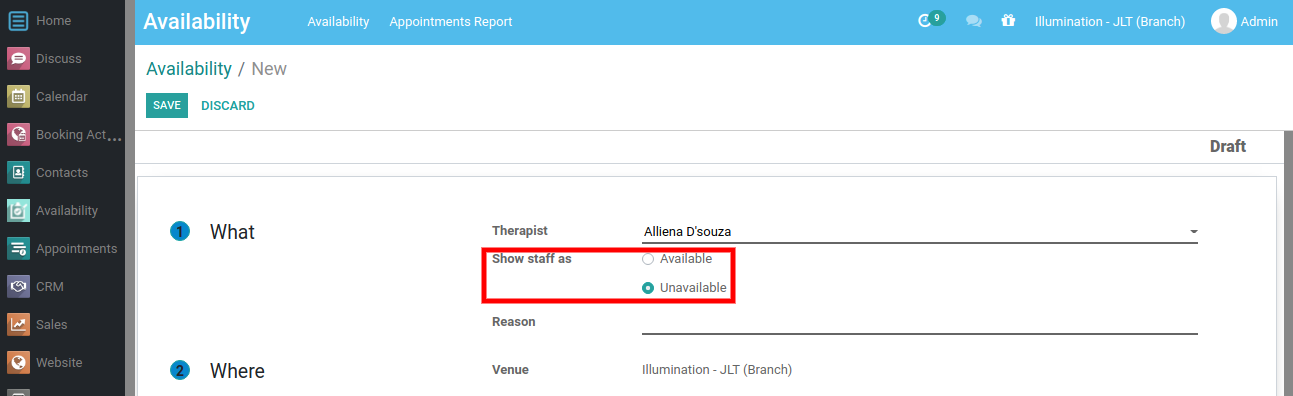 Home
Discuss
Calendar
Booking Act...
Contacts
Availability
Appointments
CRM
Sales
Website
Availability Availability Appointments Report 9 Illumination - JLT (Branch) Admin
Availability / New
SAVE DISCARD
Draft
1 What Therapist Alliena D'souza
Show staff as Available
Unavailable
Reason
2 Where Venue Illumination - JLT (Branch)